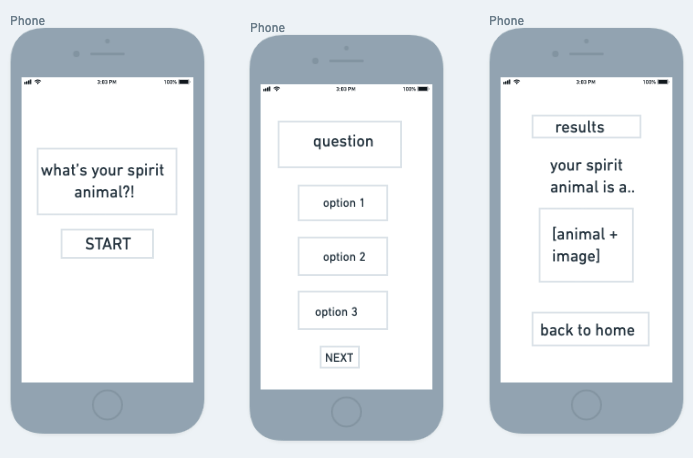 Phone
3:03 PM
100%
what's your spirit
animal?!
START
Phone
3:03 PM
100%
question
option 1
option 2
option 3
NEXT
Phone
3:03 PM
100%
results
your spirit
animal is a..
[animal +
image]
back to home